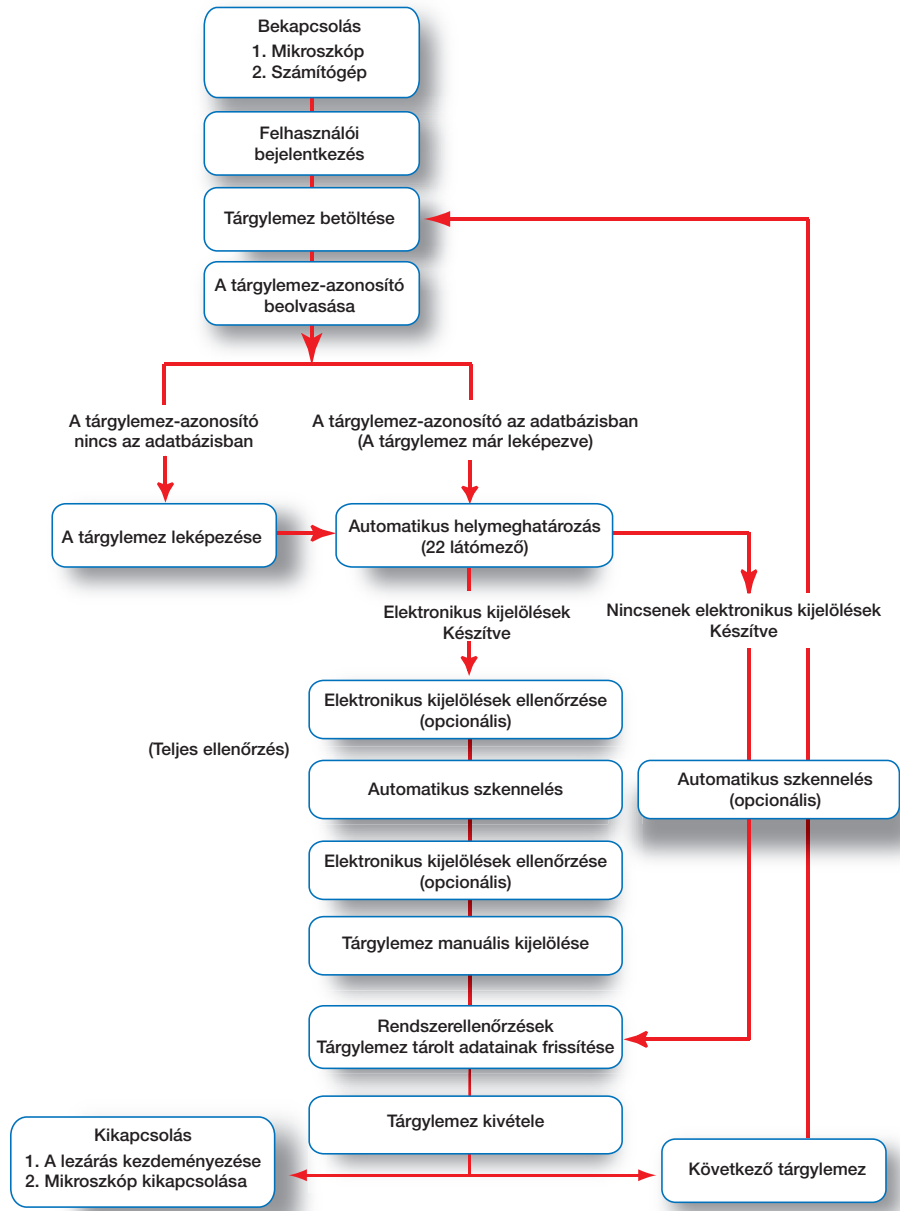 Bekapcsolás
1. Mikroszkóp
2. Számítógép
Felhasználói
bejelentkezés
Tárgylemez betöltése
A tárgylemez-azonosító
beolvasása
A tárgylemez-azonosító
nincs az adatbázisban
A tárgylemez-azonosító az adatbázisban
(A tárgylemez már leképezve)
A tárgylemez leképezése
Automatikus helymeghatározás
(22 látómező)
Elektronikus kijelölések
Készítve
Nincsenek elektronikus kijelölések
Készítve
Elektronikus kijelölések ellenőrzése
(opcionális)
(Teljes ellenőrzés)
Automatikus szkennelés
Automatikus szkennelés
(opcionális)
Elektronikus kijelölések ellenőrzése
(opcionális)
Tárgylemez manuális kijelölése
Rendszerellenőrzések
Tárgylemez tárolt adatainak frissítése
Tárgylemez kivétele
Kikapcsolás
1. A lezárás kezdeményezése
2. Mikroszkóp kikapcsolása
Következő tárgylemez